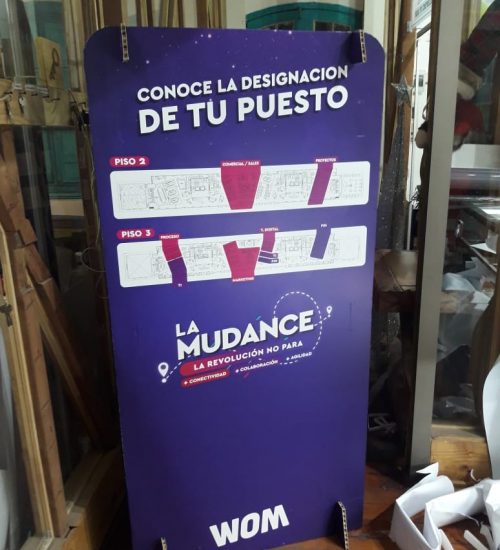 CONOCE LA DESIGNACION
DE TU PUESTO
PISO 2
COMERCIAL / SALES
PROYECTOS
PISO 3
PROCESO
T. DIGITAL
TI
MARKETING
LA
MUDANCE
LA REVOLUCIÓN NO PARA
+ CONECTIVIDAD + COLABORACIÓN + AGILIDAD
WOM